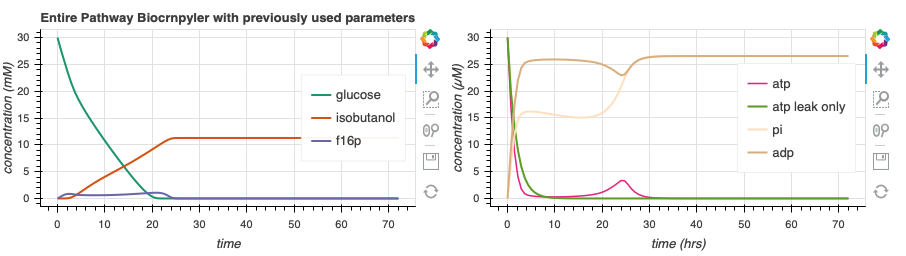 Entire Pathway Biocrnpyler with previously used parameters
concentration (mM)
30
25
20
15
10
5
0
glucose
isobutanol
f16p
0 10 20 30 40 50 60 70
time
concentration (μM)
30
25
20
15
10
5
0
atp
atp leak only
pi
adp
0 10 20 30 40 50 60 70
time (hrs)